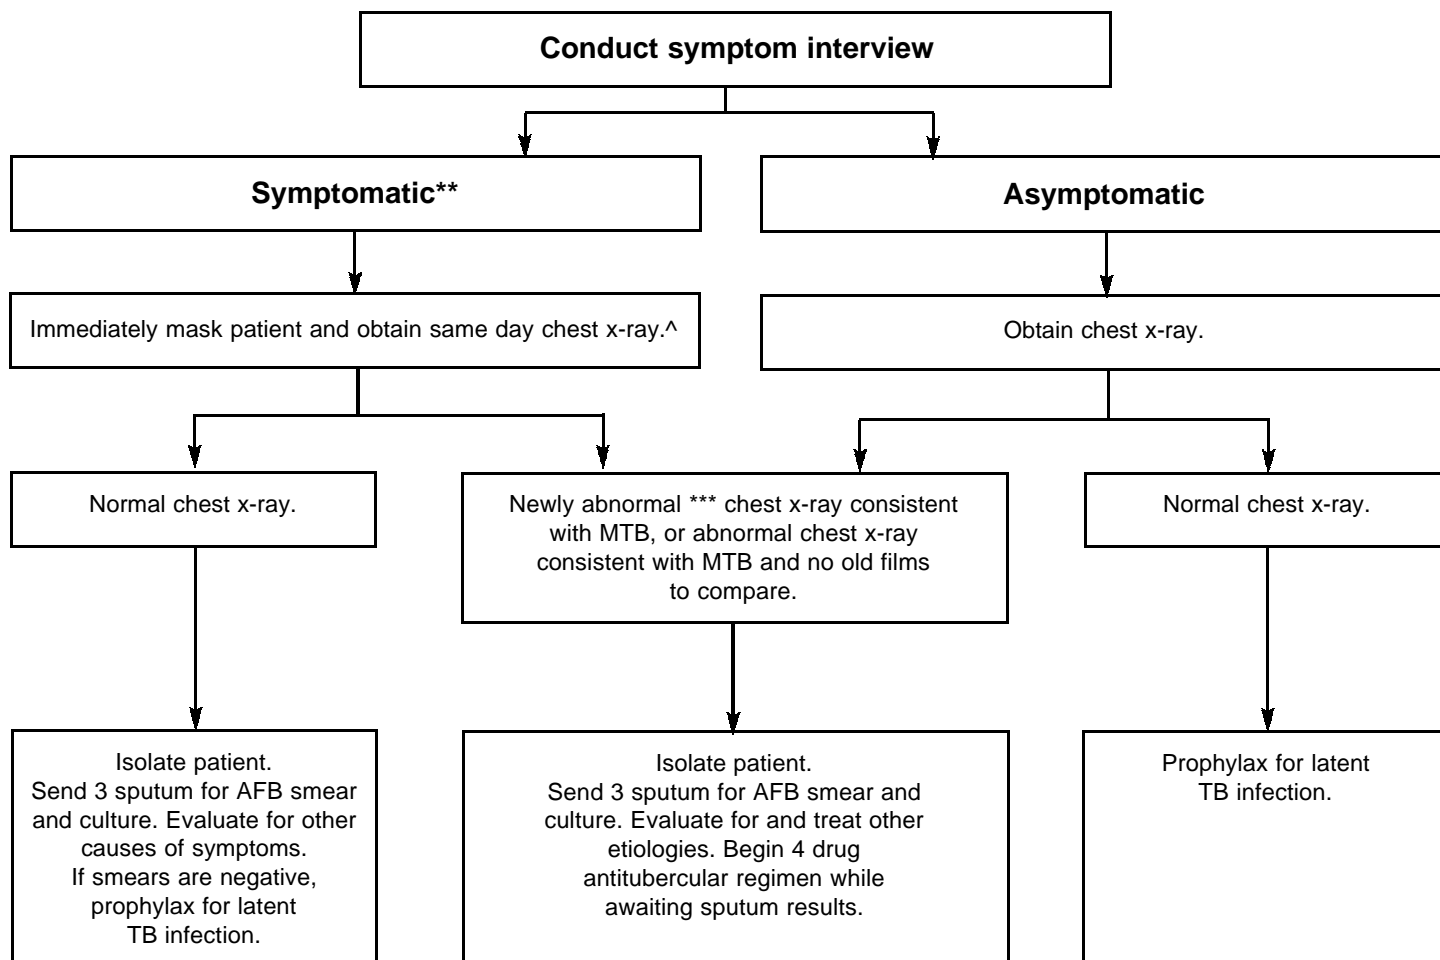 Conduct symptom interview
Symptomatic**
Asymptomatic
Immediately mask patient and obtain same day chest x-ray.^
Obtain chest x-ray.
Normal chest x-ray.
Newly abnormal *** chest x-ray consistent
with MTB, or abnormal chest x-ray
consistent with MTB and no old films
to compare.
Normal chest x-ray.
Isolate patient.
Send 3 sputum for AFB smear
and culture. Evaluate for other
causes of symptoms.
If smears are negative,
prophylax for latent
TB infection.
Isolate patient.
Send 3 sputum for AFB smear and
culture. Evaluate for and treat other
etiologies. Begin 4 drug
antitubercular regimen while
awaiting sputum results.
Prophylax for latent
TB infection.